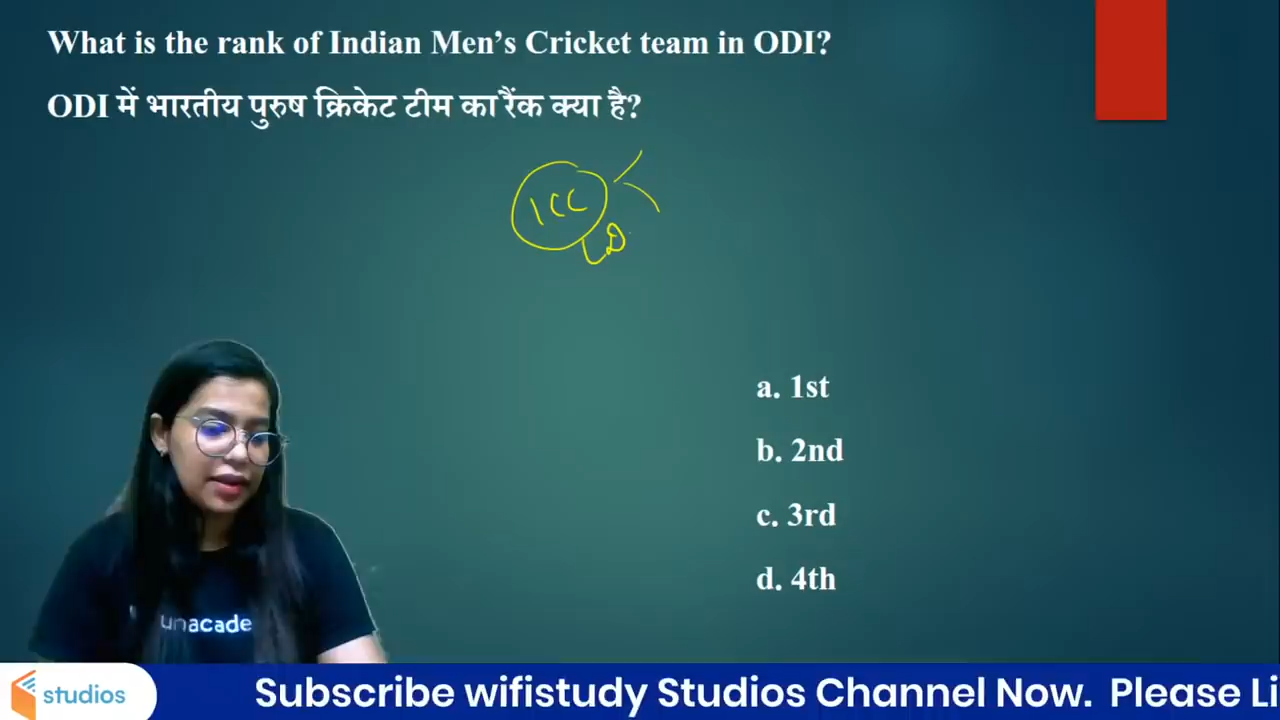 What is the rank of Indian Men’s Cricket team in ODI?
ODI में भारतीय पुरुष क्रिकेट टीम का रैंक क्या है?
ICC
D
a. 1st
b. 2nd
c. 3rd
d. 4th
unacade
studios
Subscribe wifistudy Studios Channel Now. Please Li